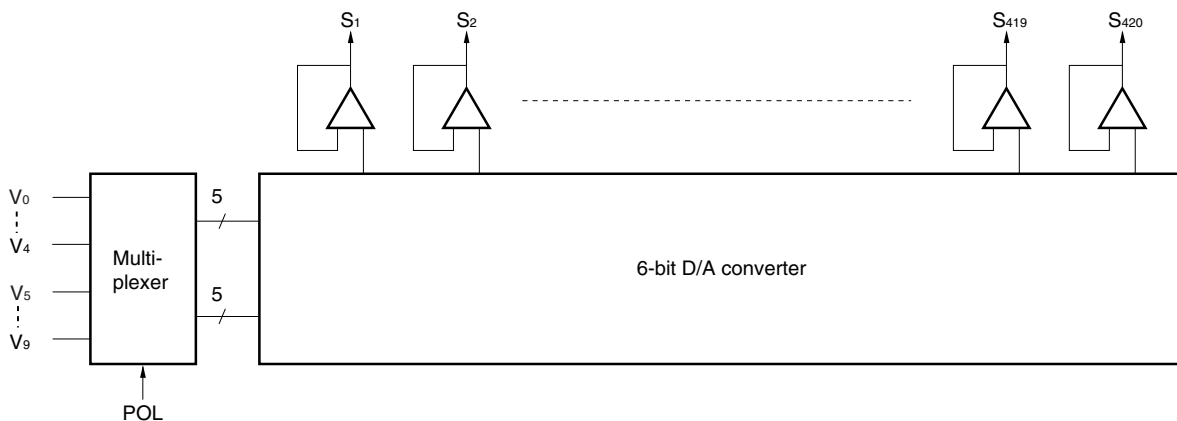 S1 S2 S419 S420
V0
V4
V5
V9
5
5
Multi-
plexer
6-bit D/A converter
POL